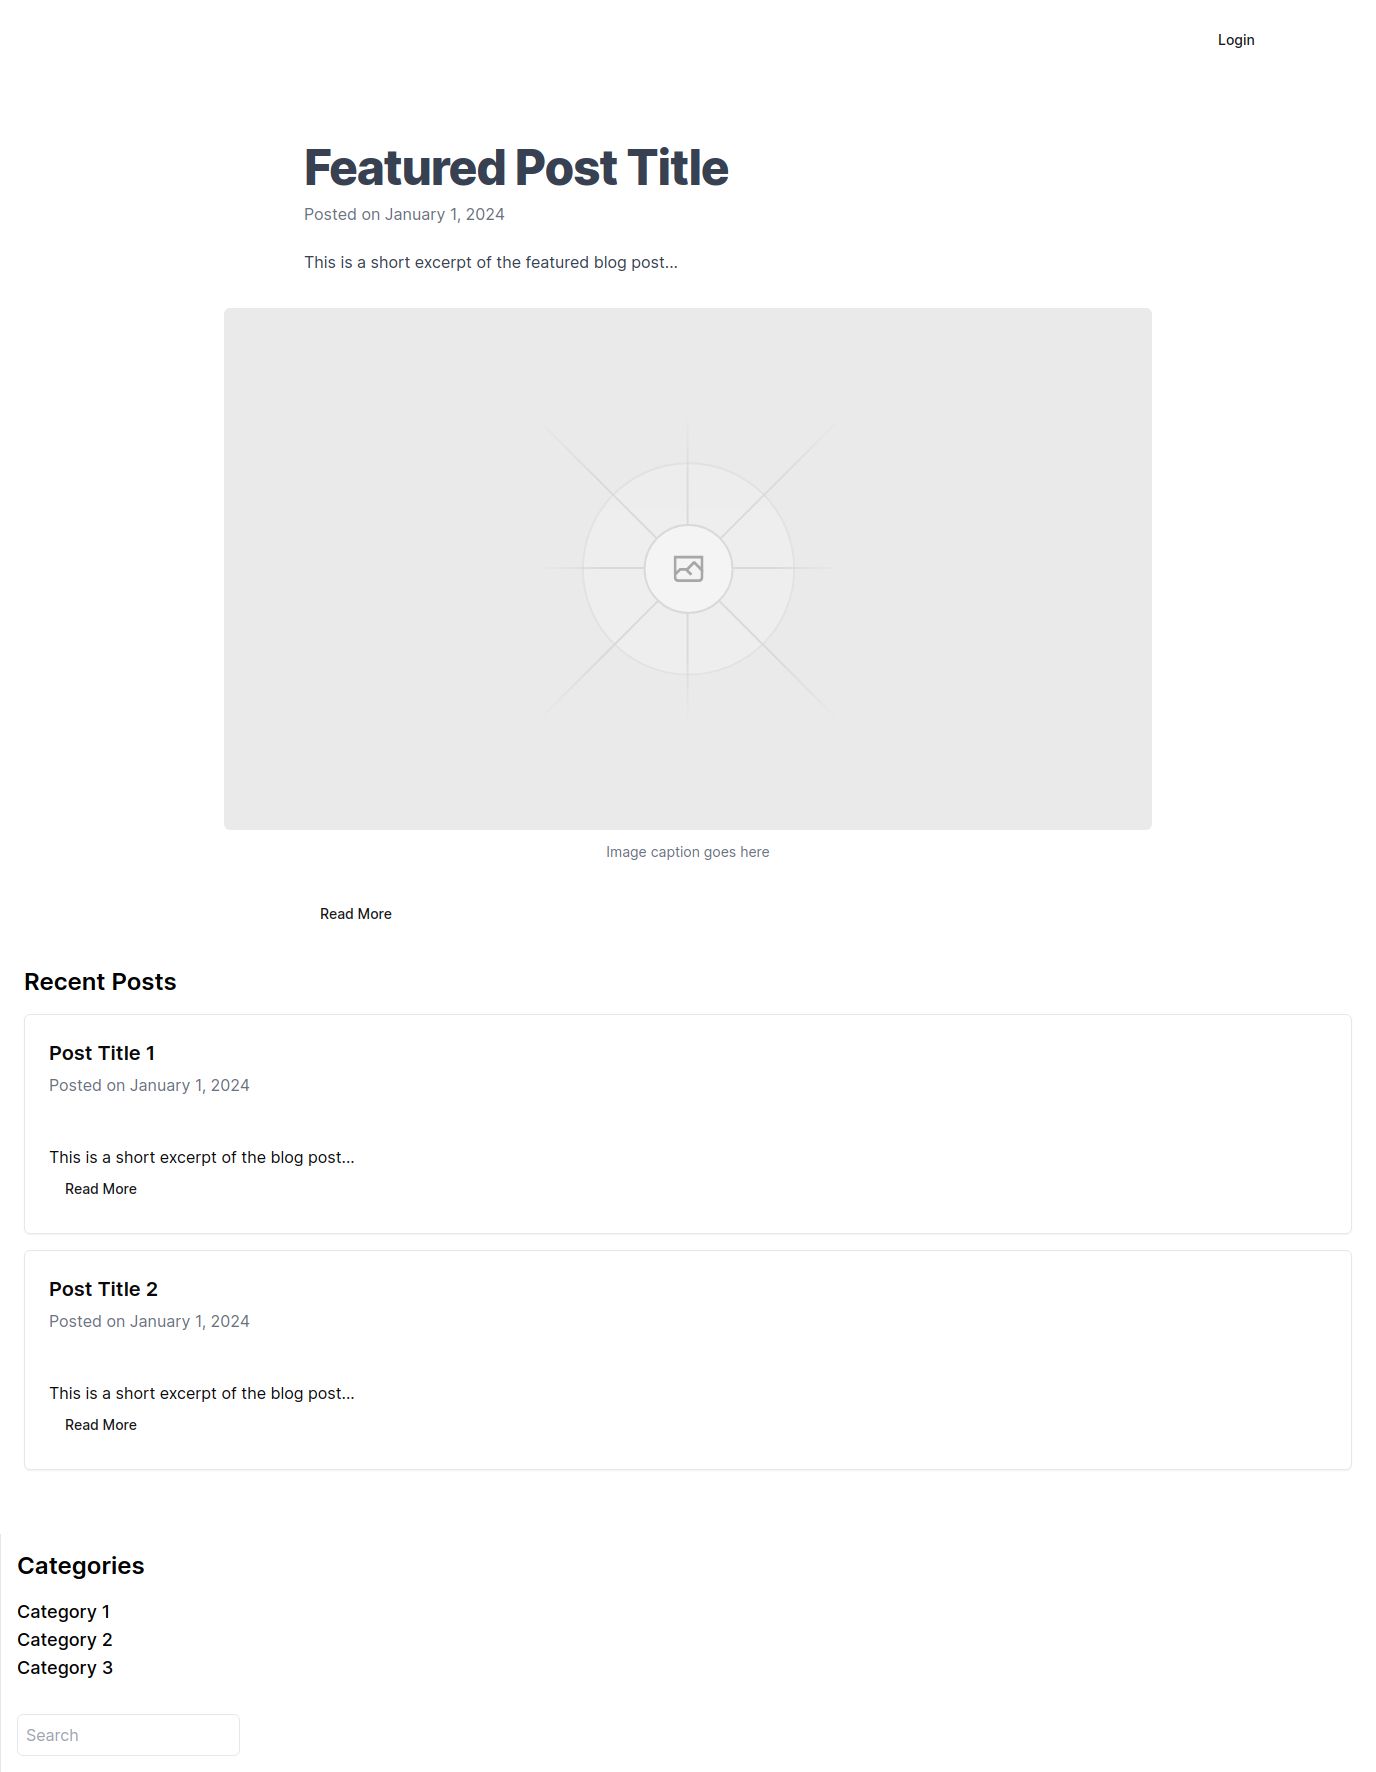 Login
Featured Post Title
Posted on January 1, 2024
This is a short excerpt of the featured blog post...
Image caption goes here
Read More
Recent Posts
Post Title 1
Posted on January 1, 2024
This is a short excerpt of the blog post...
Read More
Post Title 2
Posted on January 1, 2024
This is a short excerpt of the blog post...
Read More
Categories
Category 1
Category 2
Category 3
Search